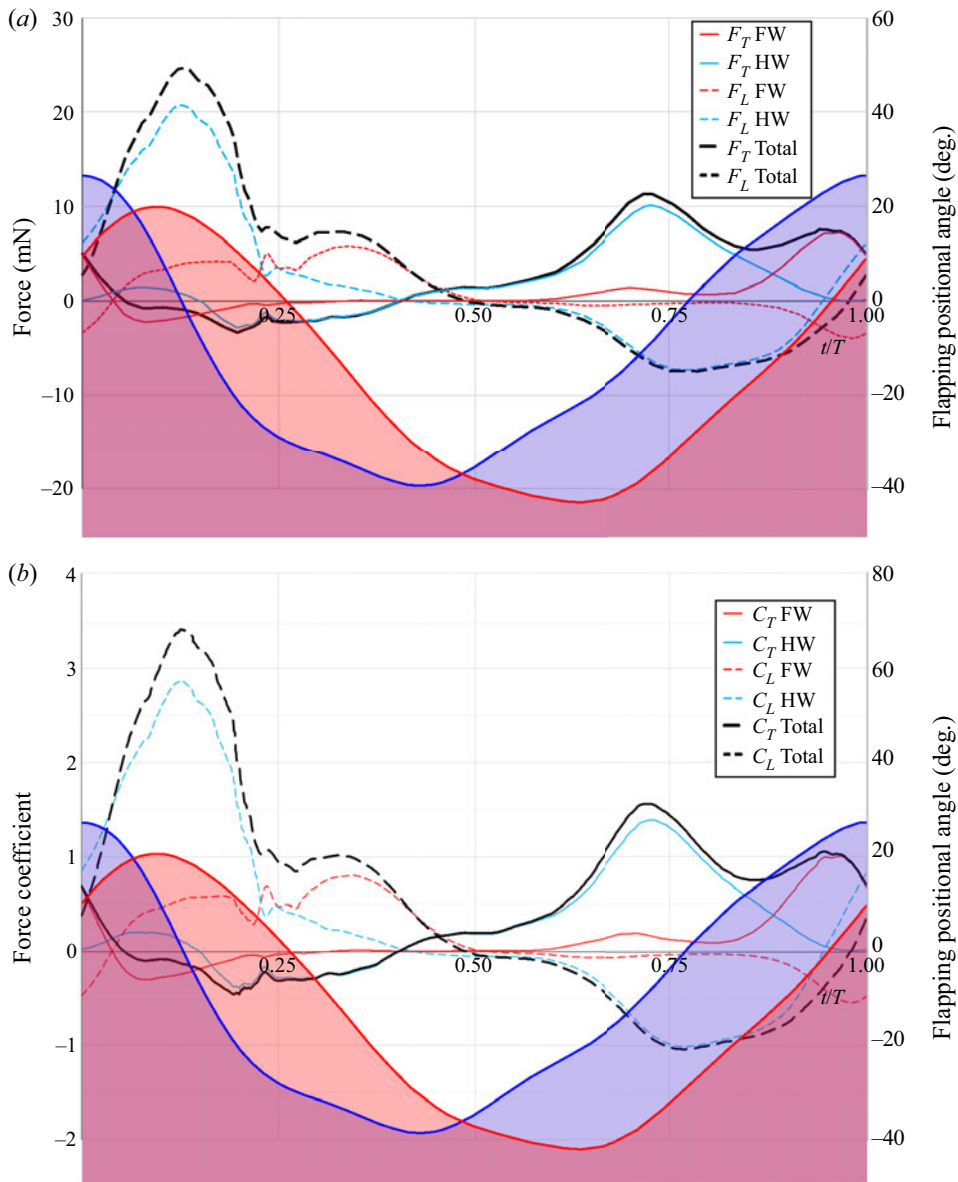 (a)
30
20
10
0
–10
–20
Force (mN)
F_T FW
F_T HW
F_L FW
F_L HW
F_T Total
F_L Total
60
40
20
0
–20
–40
Flapping positional angle (deg.)
0.25
0.50
0.75
1.00
t/T
(b)
4
3
2
1
0
–1
–2
Force coefficient
C_T FW
C_T HW
C_L FW
C_L HW
C_T Total
C_L Total
80
60
40
20
0
–20
–40
Flapping positional angle (deg.)
0.25
0.50
0.75
1.00
t/T